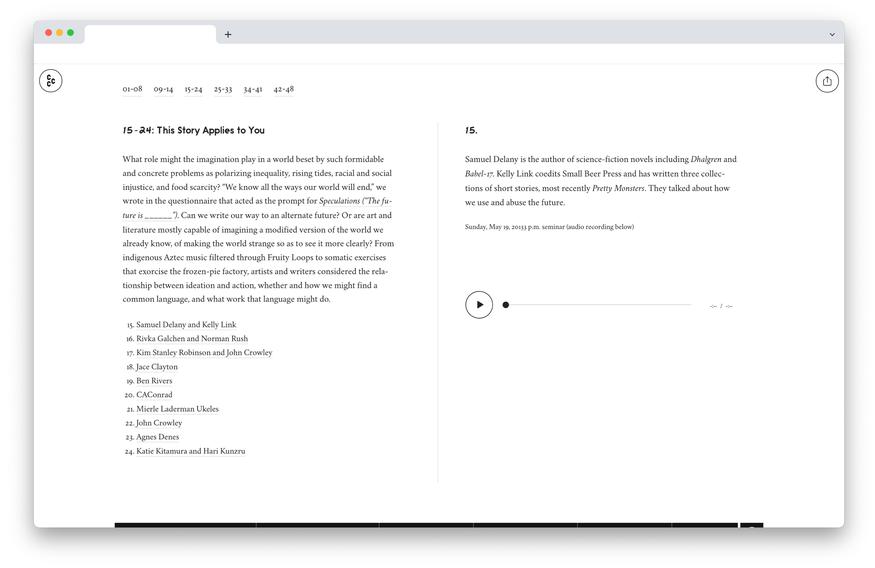 01-08 09-14 15-24 25-33 34-41 42-48
15-24: This Story Applies to You
What role might the imagination play in a world beset by such formidable
and concrete problems as polarizing inequality, rising tides, racial and social
injustice, and food scarcity? “We know all the ways our world will end,” we
wrote in the questionnaire that acted as the prompt for Speculations (“The fu-
ture is ______”). Can we write our way to an alternate future? Or are art and
literature mostly capable of imagining a modified version of the world we
already know, of making the world strange so as to see it more clearly? From
indigenous Aztec music filtered through Fruity Loops to somatic exercises
that exorcise the frozen-pie factory, artists and writers considered the rela-
tionship between ideation and action, whether and how we might find a
common language, and what work that language might do.
15. Samuel Delany and Kelly Link
16. Rivka Galchen and Norman Rush
17. Kim Stanley Robinson and John Crowley
18. Jace Clayton
19. Ben Rivers
20. CAConrad
21. Mierle Laderman Ukeles
22. John Crowley
23. Agnes Denes
24. Katie Kitamura and Hari Kunzru
15.
Samuel Delany is the author of science-fiction novels including Dhalgren and
Babel-17. Kelly Link coedits Small Beer Press and has written three collec-
tions of short stories, most recently Pretty Monsters. They talked about how
we use and abuse the future.
Sunday, May 19, 20133 p.m. seminar (audio recording below)
-:-- / -:--